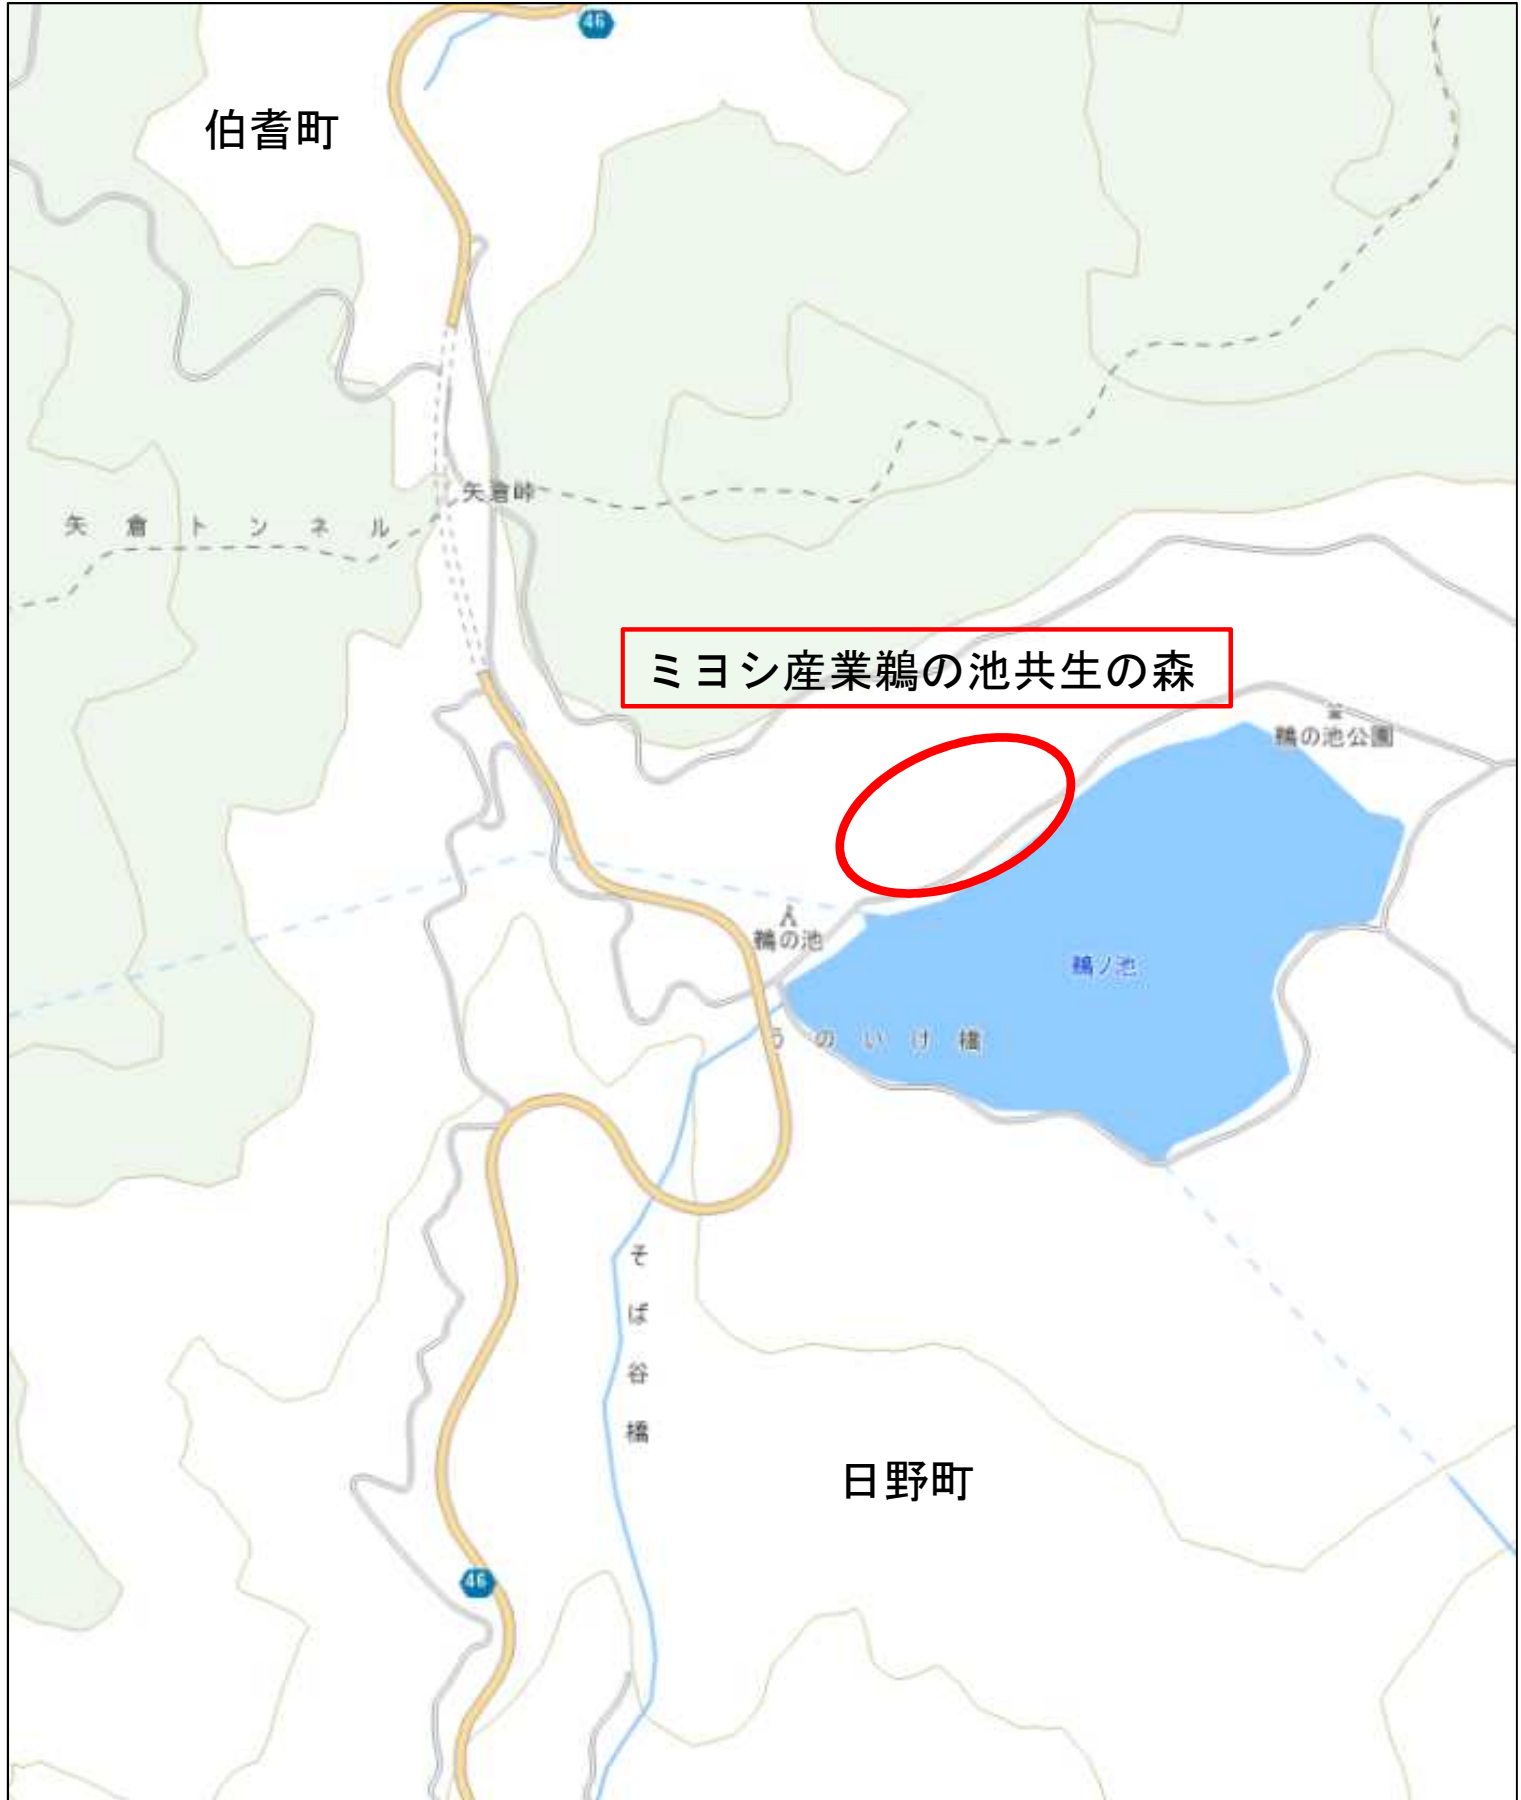 46
伯耆町
矢倉峠
矢倉トンネル
ミヨシ産業鵜の池共生の森
鵜の池公園
鵜の池
鵜ノ池
うのいけ橋
そば谷橋
日野町
46